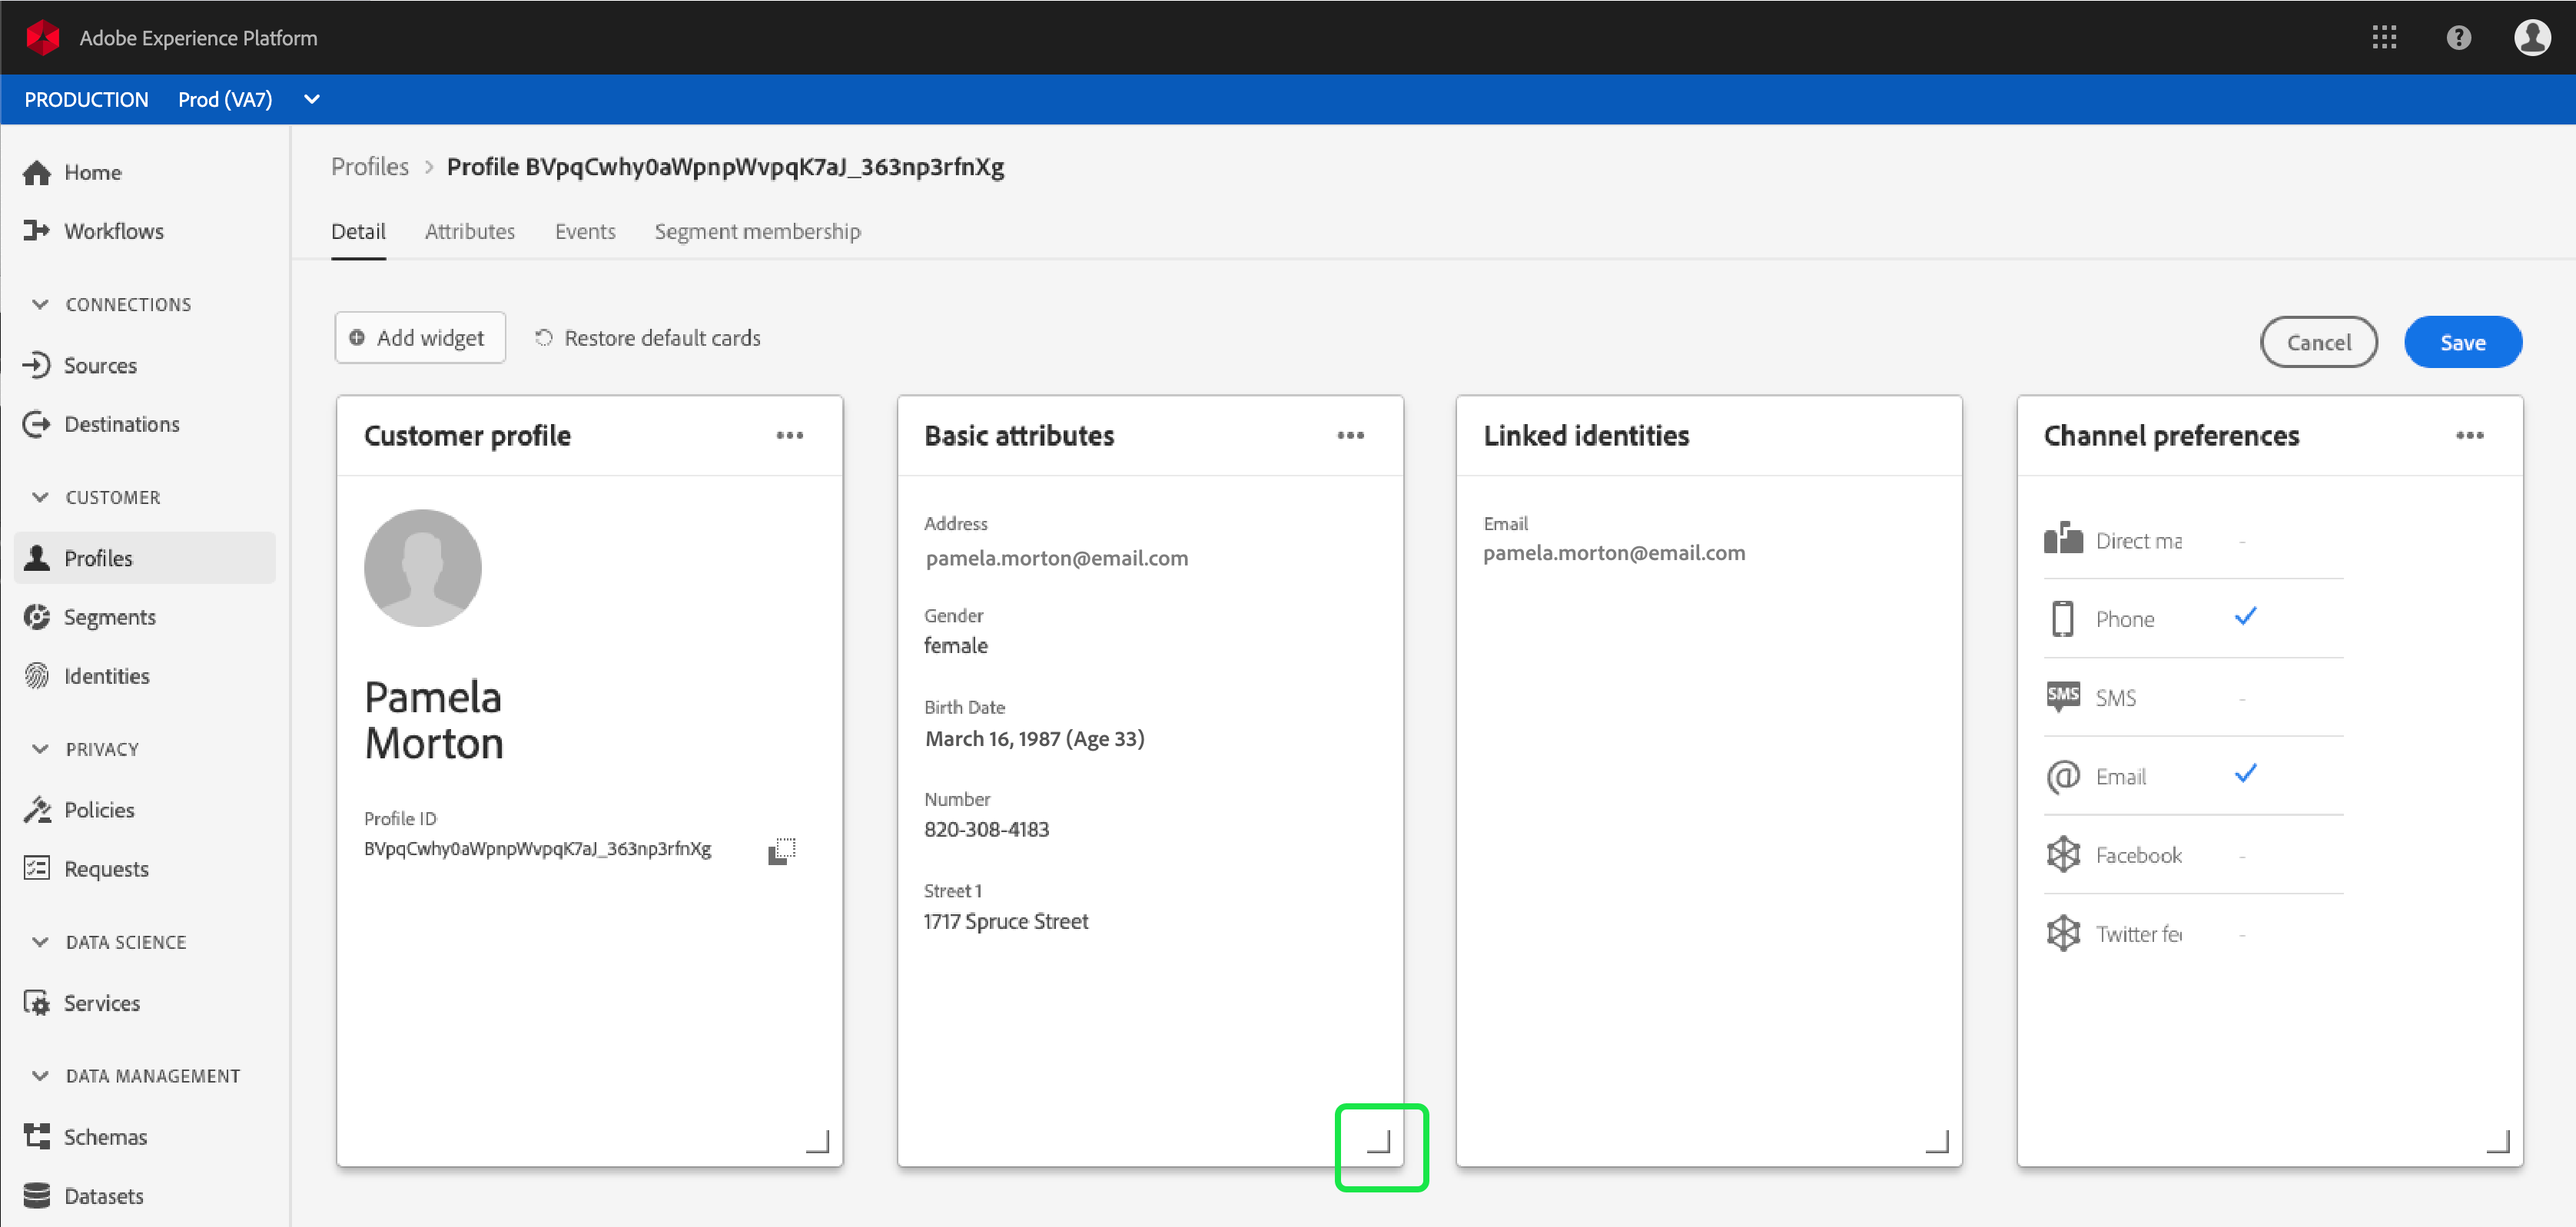 Adobe Experience Platform
PRODUCTION Prod (VA7)
Home
Workflows
CONNECTIONS
Sources
Destinations
CUSTOMER
Profiles
Segments
Identities
PRIVACY
Policies
Requests
DATA SCIENCE
Services
DATA MANAGEMENT
Schemas
Datasets
Profiles > Profile BVpqCwhy0aWpnpWvpqK7aJ_363np3rfnXg
Detail Attributes Events Segment membership
Add widget Restore default cards
Cancel Save
Customer profile
Pamela
Morton
Profile ID
BVpqCwhy0aWpnpWvpqK7aJ_363np3rfnXg
Basic attributes
Address
pamela.morton@email.com
Gender
female
Birth Date
March 16, 1987 (Age 33)
Number
820-308-4183
Street 1
1717 Spruce Street
Linked identities
Email
pamela.morton@email.com
Channel preferences
Direct ma -
Phone
SMS SMS -
Email
Facebook -
Twitter fe -